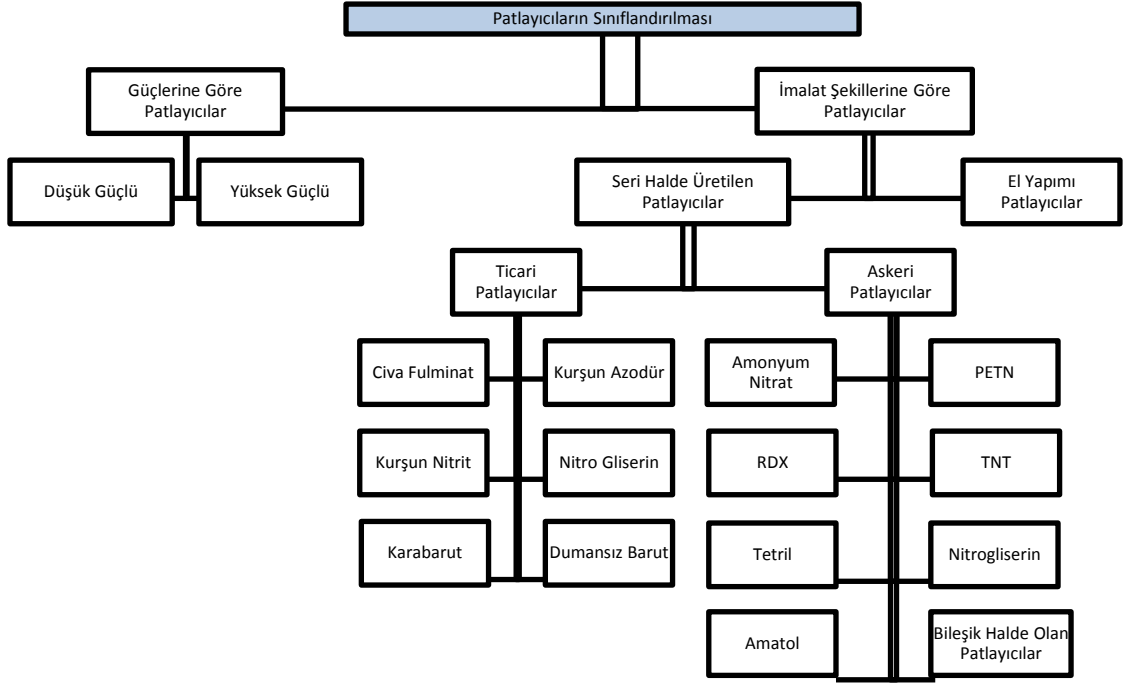 Patlayıcıların Sınıflandırılması
Güçlerine Göre
Patlayıcılar
İmalat Şekillerine Göre
Patlayıcılar
Düşük Güçlü
Yüksek Güçlü
Seri Halde Üretilen
Patlayıcılar
El Yapımı
Patlayıcılar
Ticari
Patlayıcılar
Askeri
Patlayıcılar
Civa Fulminat
Kurşun Azodür
Amonyum
Nitrat
PETN
Kurşun Nitrit
Nitro Gliserin
RDX
TNT
Karabarut
Dumansız Barut
Tetril
Nitrogliserin
Amatol
Bileşik Halde Olan
Patlayıcılar